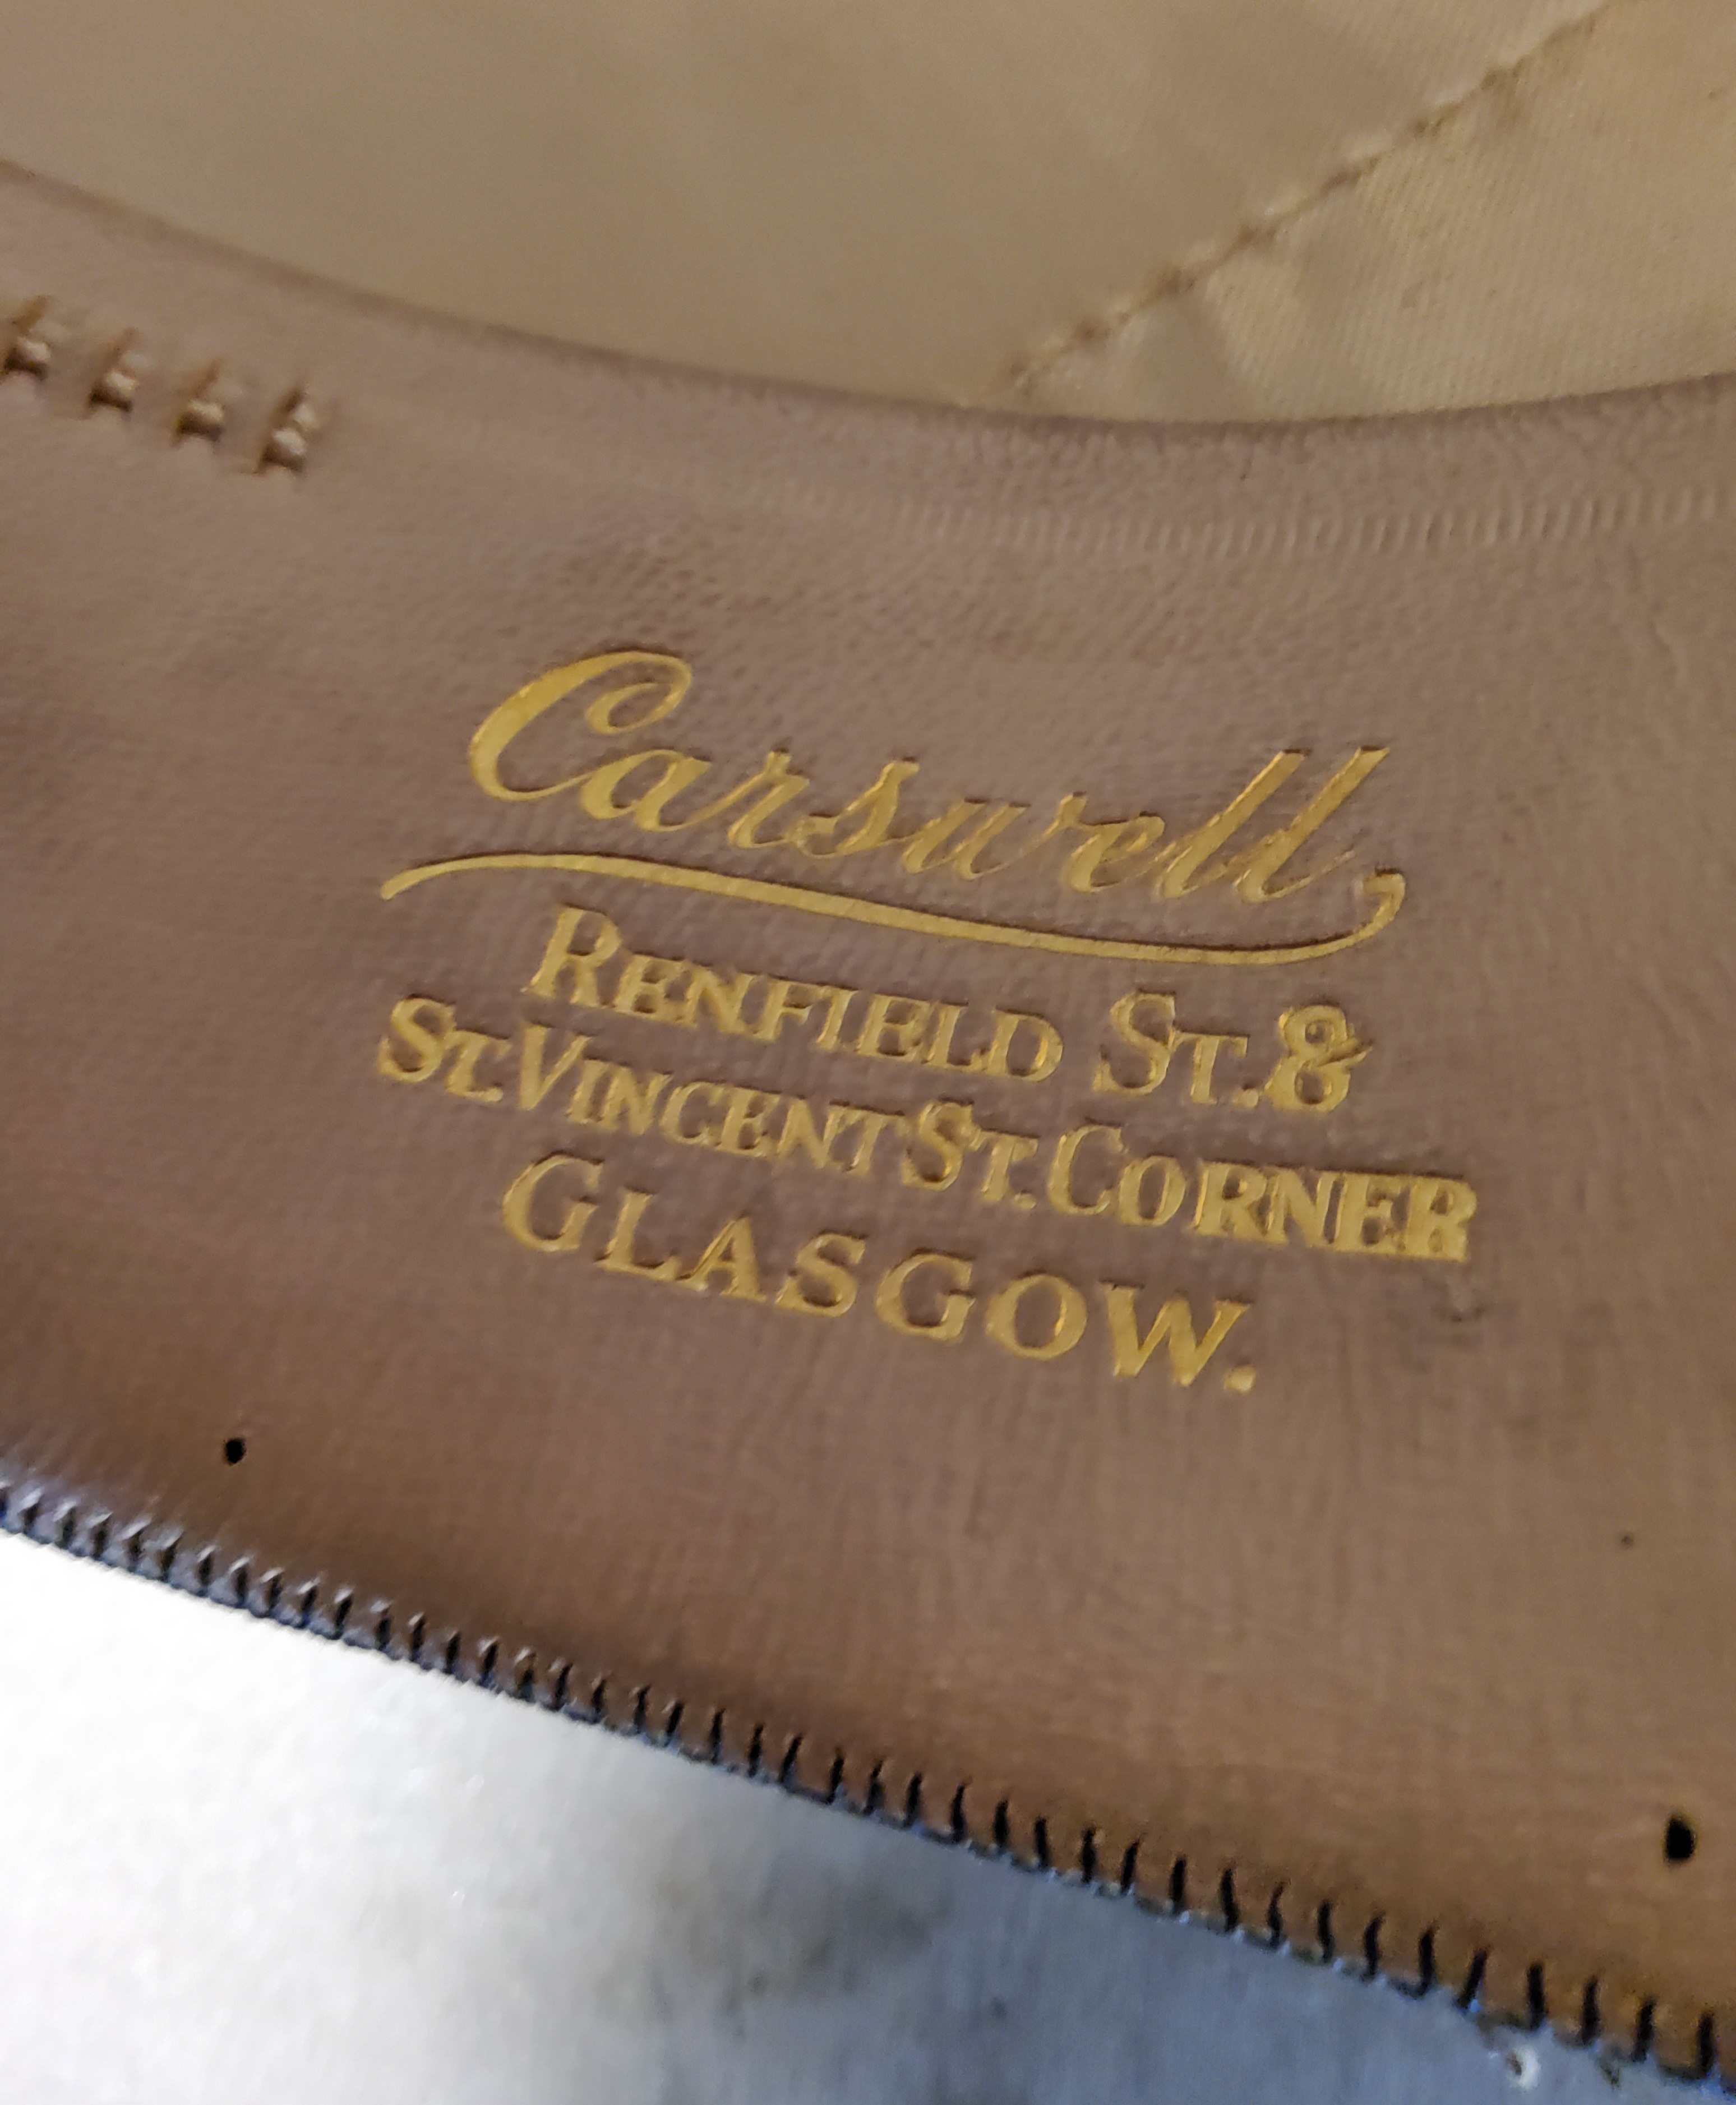 Carswell,
RENFIELD ST. &
ST. VINCENT ST. CORNER
GLASGOW.